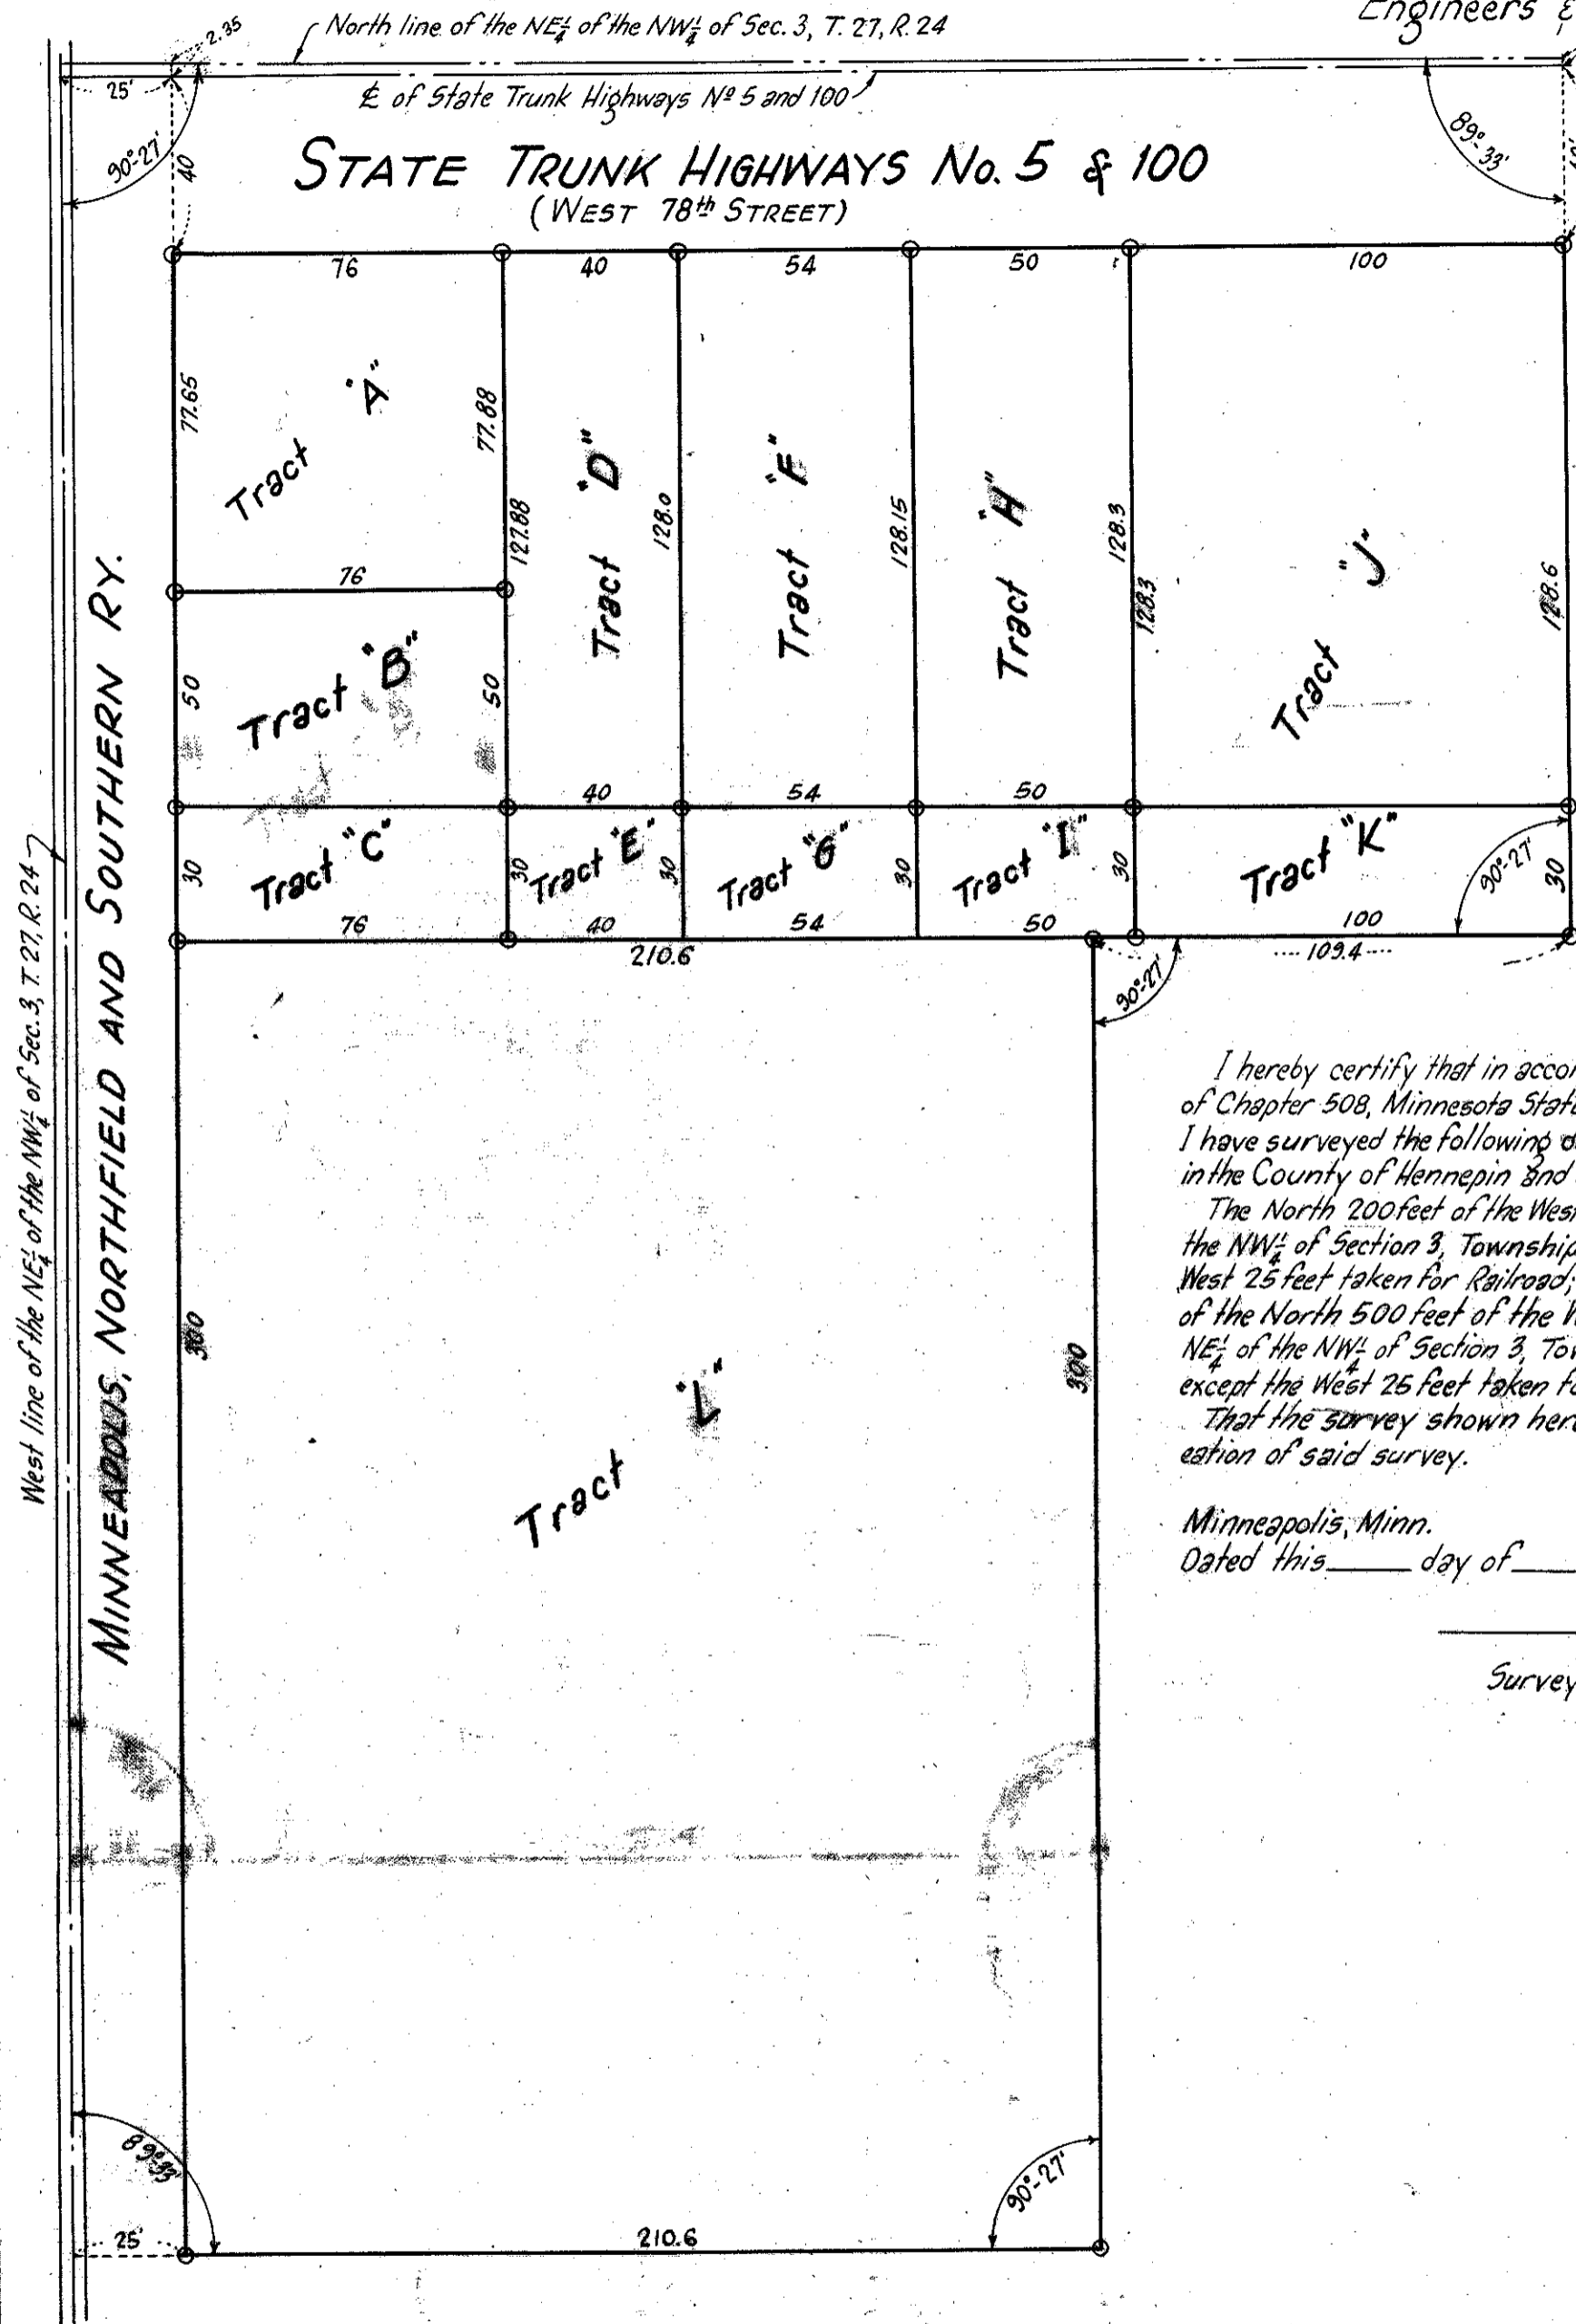 Engineers &
North line of the NE¼ of the NW¼ of Sec. 3, T. 27, R. 24
2.35
25'
℄ of State Trunk Highways Nº 5 and 100
90°-27'
40
89°-33'
STATE TRUNK HIGHWAYS No. 5 & 100
(WEST 78th STREET)
76
40
54
50
100
77.65
Tract "A"
77.88
127.88
Tract "D"
128.0
Tract "F"
128.15
Tract "H"
128.3
128.3
Tract "J"
128.6
76
50
Tract "B"
50
40
54
50
30
Tract "C"
30
Tract "E"
30
Tract "G"
30
Tract "I"
30
Tract "K"
90°-27'
30
76
40
54
50
100
210.6
109.4
90°-27'
MINNEAPOLIS, NORTHFIELD AND SOUTHERN RY.
West line of the NE¼ of the NW¼ of Sec. 3, T. 27, R. 24
300
Tract "L"
300
I hereby certify that in accor
of Chapter 508, Minnesota Stat
I have surveyed the following
in the County of Hennepin and
The North 200 feet of the Wes
the NW¼ of Section 3, Township
West 25 feet taken for Railroad;
of the North 500 feet of the W
NE¼ of the NW¼ of Section 3, Tow
except the West 25 feet taken fo
That the survey shown her
eation of said survey.
Minneapolis, Minn.
Dated this day of
Survey
89°-33'
90°-27'
25'
210.6